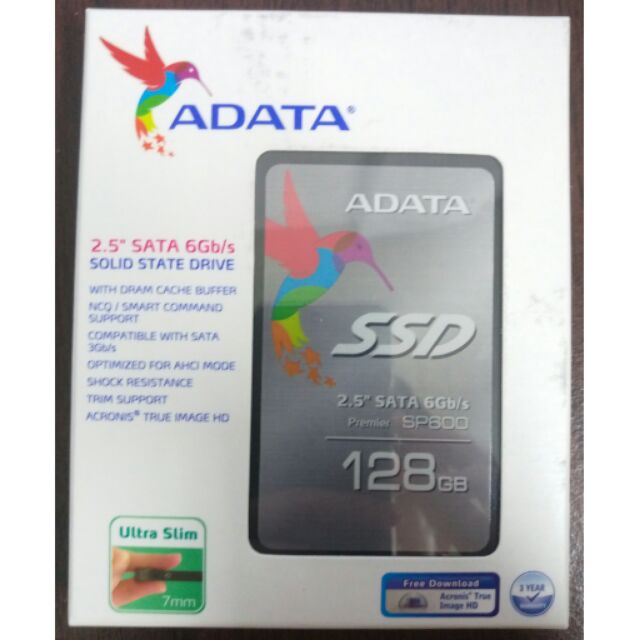 ADATA®
ADATA
2.5" SATA 6Gb/s
SOLID STATE DRIVE
WITH DRAM CACHE BUFFER
NCQ / SMART COMMAND
SUPPORT
COMPATIBLE WITH SATA
3Gb/s
OPTIMIZED FOR AHCI MODE
SHOCK RESISTANCE
TRIM SUPPORT
ACRONIS® TRUE IMAGE HD
SSD
2.5" SATA 6Gb/s
Premier SP600
128GB
Ultra Slim
7mm
Free Download
Acronis® True
Image HD
3 YEAR